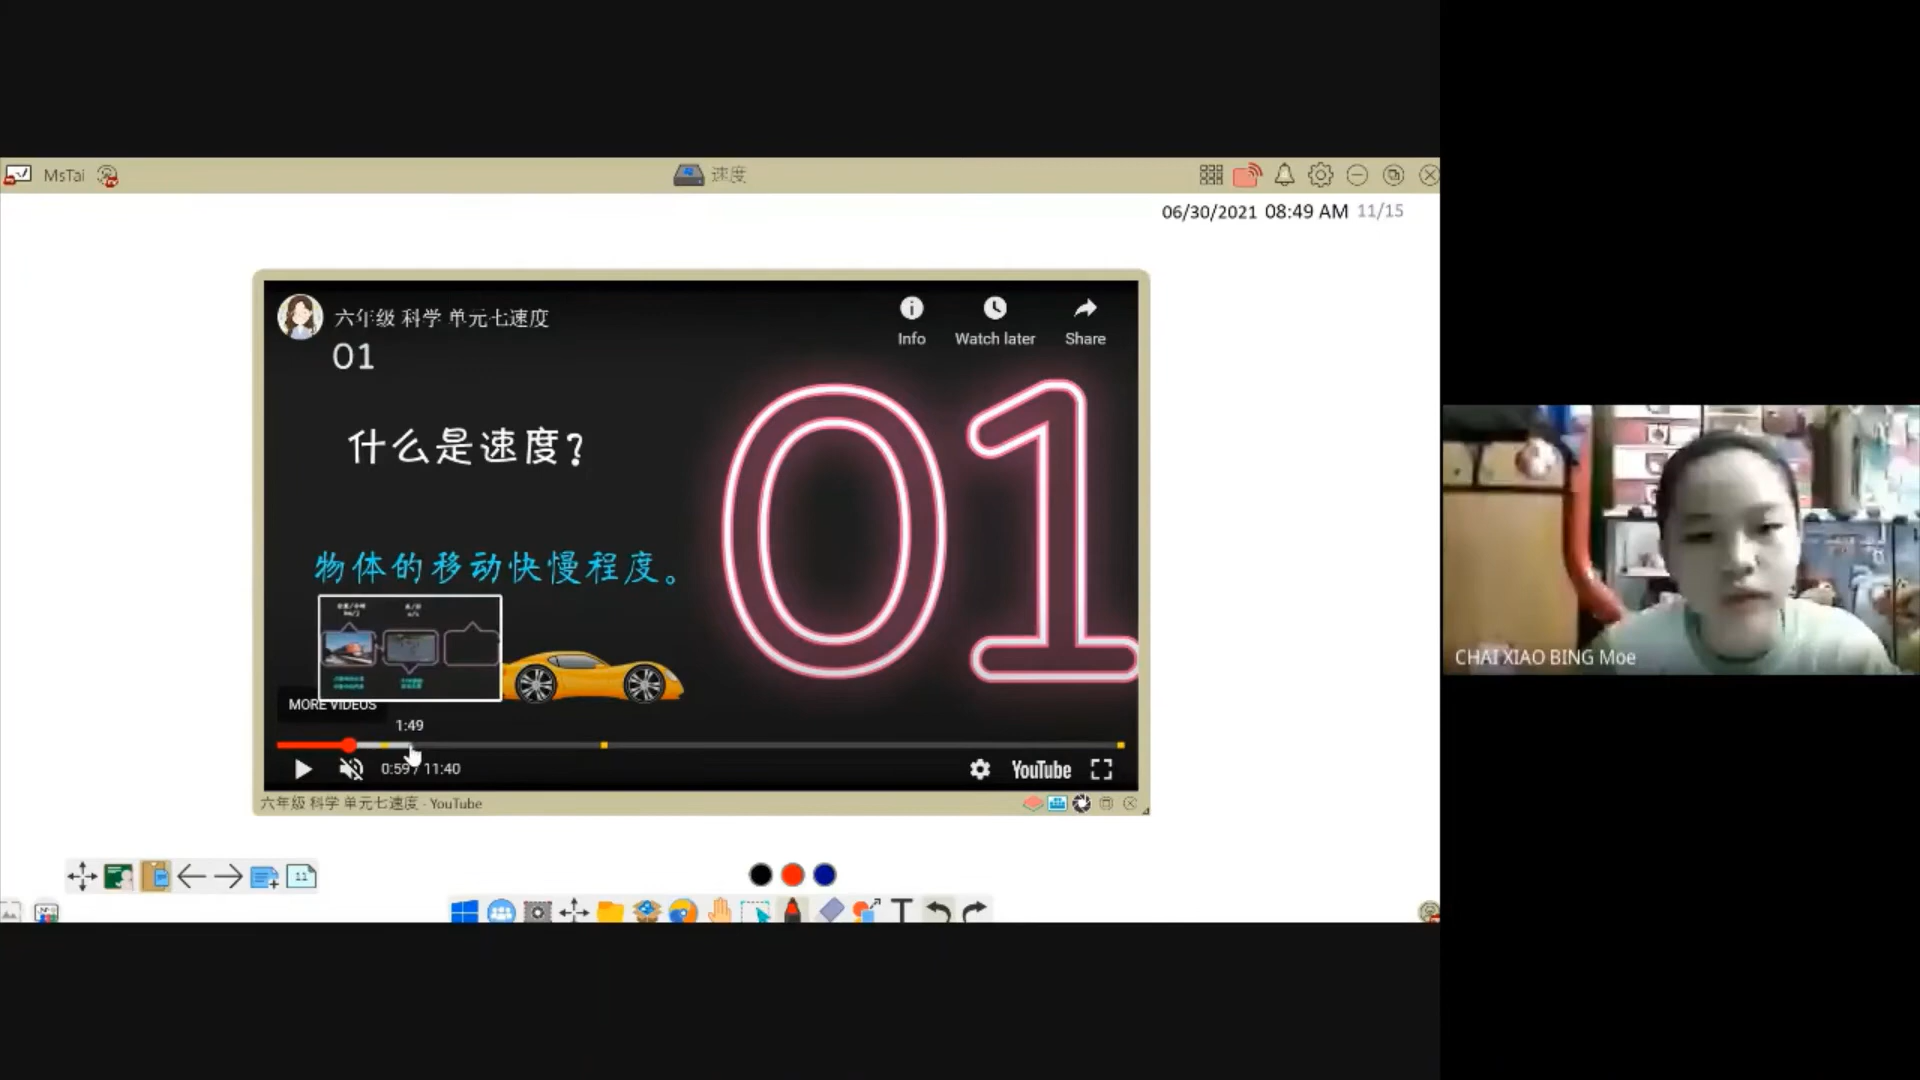 MsTai
速度
06/30/2021 08:49 AM 11/15
六年级 科学 单元七速度
Info
Watch later
Share
01
什么是速度?
01
物体的移动快慢程度。
MORE VIDEOS
1:49
0:59 / 11:40
YouTube
六年级 科学 单元七速度 - YouTube
11
T
CHAI XIAO BING Moe